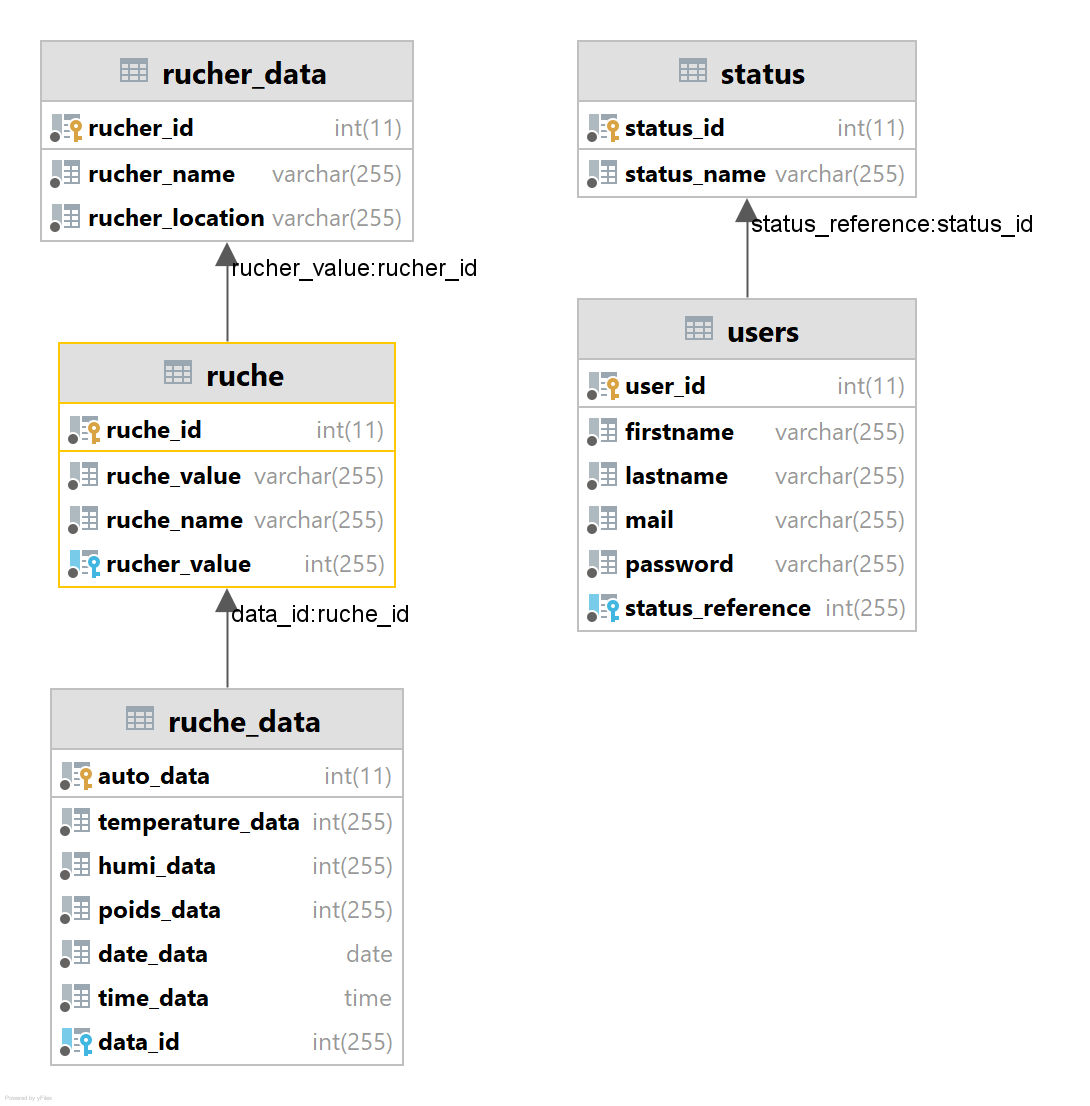 rucher_data
rucher_id int(11)
rucher_name varchar(255)
rucher_location varchar(255)
rucher_value:rucher_id
ruche
ruche_id int(11)
ruche_value varchar(255)
ruche_name varchar(255)
rucher_value int(255)
data_id:ruche_id
ruche_data
auto_data int(11)
temperature_data int(255)
humi_data int(255)
poids_data int(255)
date_data date
time_data time
data_id int(255)
status
status_id int(11)
status_name varchar(255)
status_reference:status_id
users
user_id int(11)
firstname varchar(255)
lastname varchar(255)
mail varchar(255)
password varchar(255)
status_reference int(255)
Powered by yFiles